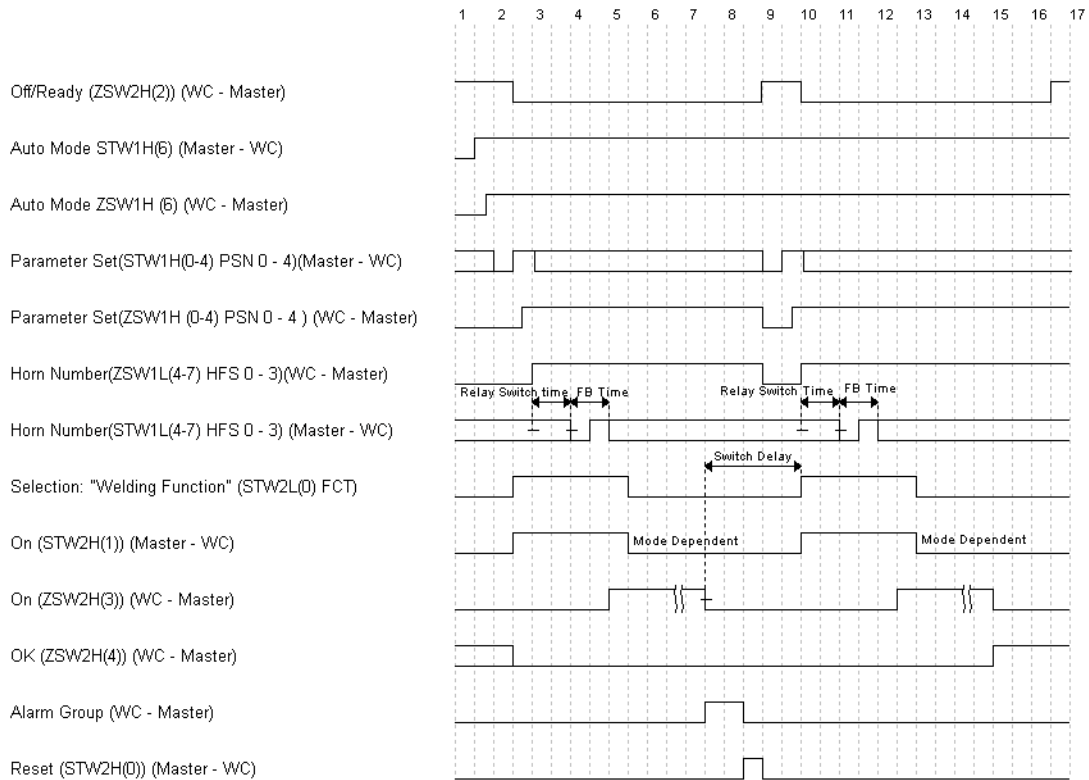 1 2 3 4 5 6 7 8 9 10 11 12 13 14 15 16 17
Off/Ready (ZSW2H(2)) (WC - Master)
Auto Mode STW1H(6) (Master - WC)
Auto Mode ZSW1H (6) (WC - Master)
Parameter Set(STW1H(0-4) PSN 0 - 4)(Master - WC)
Parameter Set(ZSW1H (0-4) PSN 0 - 4 ) (WC - Master)
Horn Number(ZSW1L(4-7) HFS 0 - 3)(WC - Master)
Relay Switch time FB Time Relay Switch Time FB Time
Horn Number(STW1L(4-7) HFS 0 - 3) (Master - WC)
Switch Delay
Selection: "Welding Function" (STW2L(0) FCT)
On (STW2H(1)) (Master - WC) Mode Dependent Mode Dependent
On (ZSW2H(3)) (WC - Master)
OK (ZSW2H(4)) (WC - Master)
Alarm Group (WC - Master)
Reset (STW2H(0)) (Master - WC)